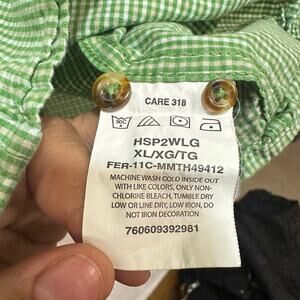 CARE 318
HSP2WLG
XL/XG/TG
FER-11C-MMTH49412
MACHINE WASH COLD INSIDE OUT
WITH LIKE COLORS, ONLY NON-
CHLORINE BLEACH, TUMBLE DRY
LOW OR LINE DRY, LOW IRON, DO
NOT IRON DECORATION
760609392981